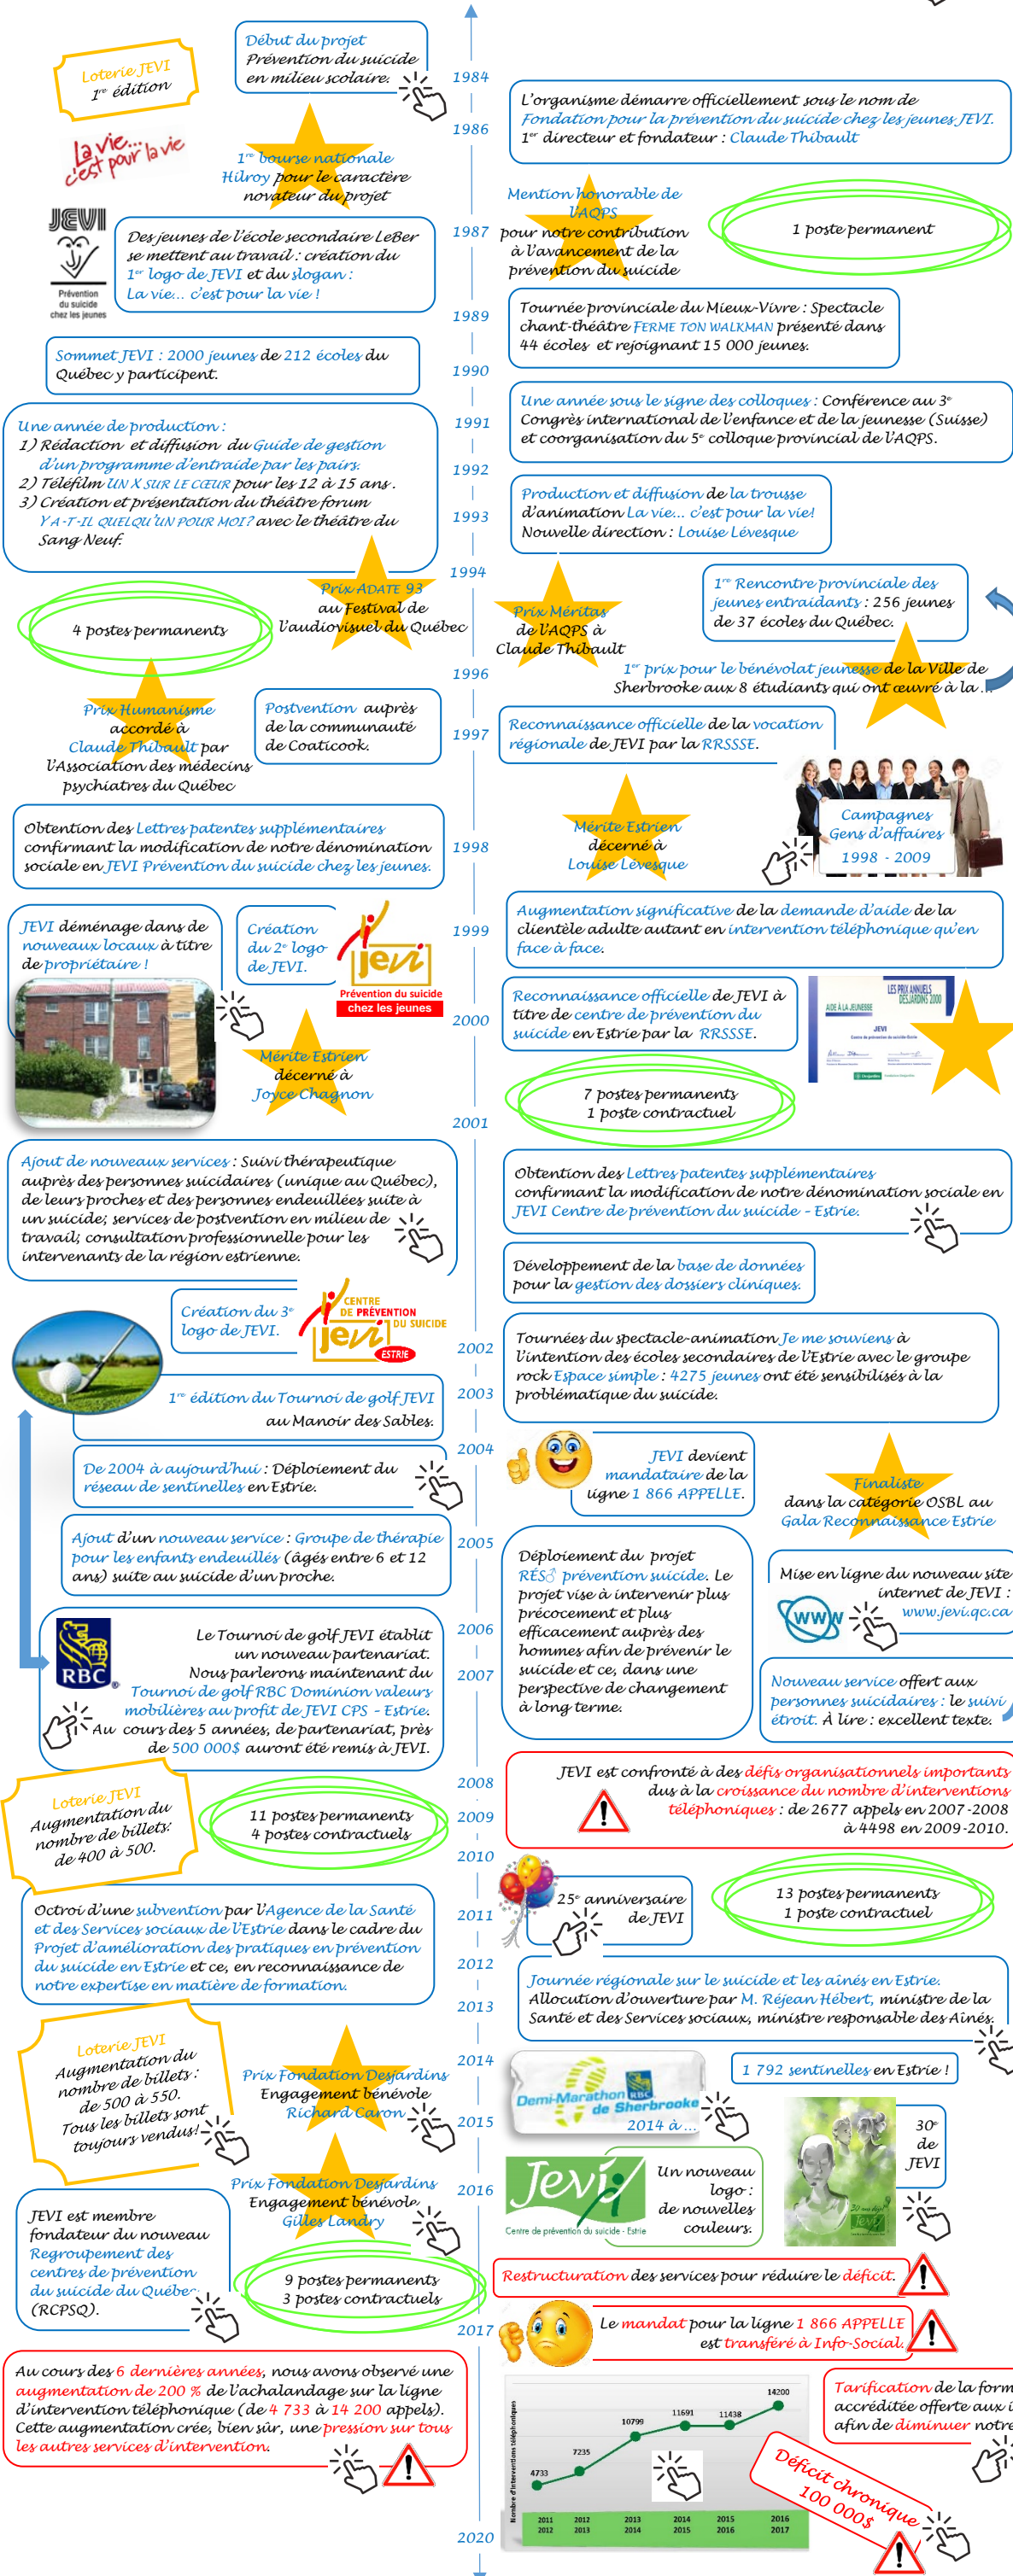 Début du projet
Prévention du suicide
en milieu scolaire.
Loterie JEVI
1re édition
1984
L'organisme démarre officiellement sous le nom de
Fondation pour la prévention du suicide chez les jeunes JEVI.
1er directeur et fondateur : Claude Thibault
1986
La vie...
c'est pour la vie
1re bourse nationale
Hilroy pour le caractère
novateur du projet
Mention honorable de
l'AQPS
pour notre contribution
à l'avancement de la
prévention du suicide
1 poste permanent
1987
JEVI
Prévention
du suicide
chez les jeunes
Des jeunes de l'école secondaire LeBer
se mettent au travail : création du
1er logo de JEVI et du slogan :
La vie... c'est pour la vie !
1989
Tournée provinciale du Mieux-Vivre : Spectacle
chant-théâtre FERME TON WALKMAN présenté dans
44 écoles et rejoignant 15 000 jeunes.
Sommet JEVI : 2000 jeunes de 212 écoles du
Québec y participent.
1990
Une année sous le signe des colloques : Conférence au 3e
Congrès international de l'enfance et de la jeunesse (Suisse)
et coorganisation du 5e colloque provincial de l'AQPS.
1991
Une année de production :
1) Rédaction et diffusion du Guide de gestion
d'un programme d'entraide par les pairs.
2) Téléfilm UN X SUR LE CŒUR pour les 12 à 15 ans .
3) Création et présentation du théâtre forum
Y A-T-IL QUELQU'UN POUR MOI? avec le théâtre du
Sang Neuf.
1992
Production et diffusion de la trousse
d'animation La vie... c'est pour la vie!
Nouvelle direction : Louise Lévesque
1993
1994
Prix ADATE 93
au Festival de
l'audiovisuel du Québec
4 postes permanents
Prix Méritas
de l'AQPS à
Claude Thibault
1re Rencontre provinciale des
jeunes entraidants : 256 jeunes
de 37 écoles du Québec.
1er prix pour le bénévolat jeunesse de la Ville de
Sherbrooke aux 8 étudiants qui ont œuvré à la ...
1996
Prix Humanisme
accordé à
Claude Thibault par
l'Association des médecins
psychiatres du Québec
Postvention auprès
de la communauté
de Coaticook.
1997
Reconnaissance officielle de la vocation
régionale de JEVI par la RRSSSE.
Campagnes
Gens d'affaires
1998 - 2009
Mérite Estrien
décerné à
Louise Lévesque
Obtention des Lettres patentes supplémentaires
confirmant la modification de notre dénomination
sociale en JEVI Prévention du suicide chez les jeunes.
1998
Augmentation significative de la demande d'aide de la
clientèle adulte autant en intervention téléphonique qu'en
face à face.
1999
JEVI déménage dans de
nouveaux locaux à titre
de propriétaire !
Création
du 2e logo
de JEVI.
jevi
Prévention du suicide
chez les jeunes
Reconnaissance officielle de JEVI à
titre de centre de prévention du
suicide en Estrie par la RRSSSE.
LES PRIX ANNUELS
DESJARDINS 2000
AIDE À LA JEUNESSE
JEVI
Centre de prévention du suicide Estrie
Desjardins
2000
Mérite Estrien
décerné à
Joyce Chagnon
7 postes permanents
1 poste contractuel
2001
Ajout de nouveaux services : Suivi thérapeutique
auprès des personnes suicidaires (unique au Québec),
de leurs proches et des personnes endeuillées suite à
un suicide; services de postvention en milieu de
travail; consultation professionnelle pour les
intervenants de la région estrienne.
Obtention des Lettres patentes supplémentaires
confirmant la modification de notre dénomination sociale en
JEVI Centre de prévention du suicide – Estrie.
Développement de la base de données
pour la gestion des dossiers cliniques.
Création du 3e
logo de JEVI.
CENTRE
DE PRÉVENTION
DU SUICIDE
jevi
ESTRIE
2002
Tournées du spectacle-animation Je me souviens à
l'intention des écoles secondaires de l'Estrie avec le groupe
rock Espace simple : 4275 jeunes ont été sensibilisés à la
problématique du suicide.
1re édition du Tournoi de golf JEVI
au Manoir des Sables.
2003
2004
De 2004 à aujourd'hui : Déploiement du
réseau de sentinelles en Estrie.
JEVI devient
mandataire de la
ligne 1 866 APPELLE.
Finaliste
dans la catégorie OSBL au
Gala Reconnaissance Estrie
2005
Ajout d'un nouveau service : Groupe de thérapie
pour les enfants endeuillés (âgés entre 6 et 12
ans) suite au suicide d'un proche.
Déploiement du projet
RÉS♂ prévention suicide. Le
projet vise à intervenir plus
précocement et plus
efficacement auprès des
hommes afin de prévenir le
suicide et ce, dans une
perspective de changement
à long terme.
Mise en ligne du nouveau site
internet de JEVI :
www.jevi.qc.ca
www
2006
RBC
Le Tournoi de golf JEVI établit
un nouveau partenariat.
Nous parlerons maintenant du
Tournoi de golf RBC Dominion valeurs
mobilières au profit de JEVI CPS – Estrie.
Au cours des 5 années, de partenariat, près
de 500 000$ auront été remis à JEVI.
2007
Nouveau service offert aux
personnes suicidaires : le suivi
étroit. À lire : excellent texte.
JEVI est confronté à des défis organisationnels importants
dus à la croissance du nombre d'interventions
téléphoniques : de 2677 appels en 2007-2008
à 4498 en 2009-2010.
2008
Loterie JEVI
Augmentation du
nombre de billets:
de 400 à 500.
11 postes permanents
4 postes contractuels
2009
2010
25e anniversaire
de JEVI
13 postes permanents
1 poste contractuel
2011
Octroi d'une subvention par l'Agence de la Santé
et des Services sociaux de l'Estrie dans le cadre du
Projet d'amélioration des pratiques en prévention
du suicide en Estrie et ce, en reconnaissance de
notre expertise en matière de formation.
2012
Journée régionale sur le suicide et les aînés en Estrie.
Allocution d'ouverture par M. Réjean Hébert, ministre de la
Santé et des Services sociaux, ministre responsable des Aînés.
2013
Loterie JEVI
Augmentation du
nombre de billets :
de 500 à 550.
Tous les billets sont
toujours vendus!
Prix Fondation Desjardins
Engagement bénévole
Richard Caron
2014
Demi-Marathon RBC
de Sherbrooke
2014 à ...
1 792 sentinelles en Estrie !
2015
30e
de
JEVI
30 ans déjà
Prix Fondation Desjardins
Engagement bénévole
Gilles Landry
2016
Jevi
Centre de prévention du suicide - Estrie
Un nouveau
logo :
de nouvelles
couleurs.
JEVI est membre
fondateur du nouveau
Regroupement des
centres de prévention
du suicide du Québec
(RCPSQ).
9 postes permanents
3 postes contractuels
Restructuration des services pour réduire le déficit.
2017
Le mandat pour la ligne 1 866 APPELLE
est transféré à Info-Social.
Au cours des 6 dernières années, nous avons observé une
augmentation de 200 % de l'achalandage sur la ligne
d'intervention téléphonique (de 4 733 à 14 200 appels).
Cette augmentation crée, bien sûr, une pression sur tous
les autres services d'intervention.
Nombre d'interventions téléphoniques
4733
7235
10799
11691
11438
14200
2011 2012 2013 2014 2015 2016
2012 2013 2014 2015 2016 2017
Tarification de la form
accréditée offerte aux i
afin de diminuer notre
Déficit chronique
100 000$
2020